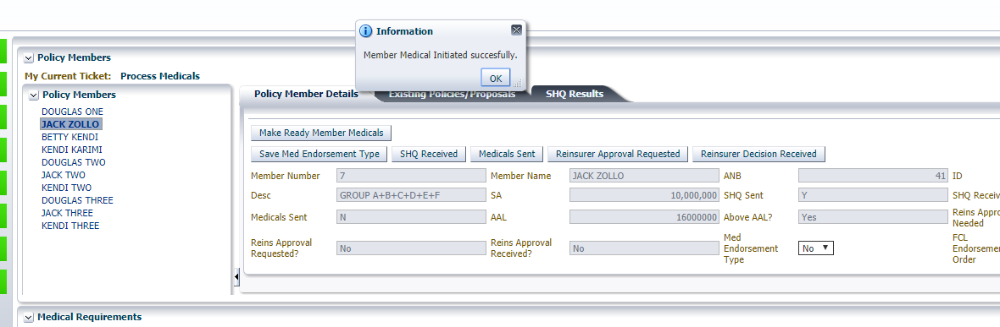 Information
Member Medical Initiated succesfully.
OK
Policy Members
My Current Ticket: Process Medicals
Policy Members
DOUGLAS ONE
JACK ZOLLO
BETTY KENDI
KENDI KARIMI
DOUGLAS TWO
JACK TWO
KENDI TWO
DOUGLAS THREE
JACK THREE
KENDI THREE
Policy Member Details Existing Policies/Proposals SHQ Results
Make Ready Member Medicals
Save Med Endorsement Type SHQ Received Medicals Sent Reinsurer Approval Requested Reinsurer Decision Received
Member Number 7 Member Name JACK ZOLLO ANB 41 ID
Desc GROUP A+B+C+D+E+F SA 10,000,000 SHQ Sent Y SHQ Receiv
Medicals Sent N AAL 16000000 Above AAL? Yes Reins Approv
Needed
Reins Approval
Requested? No Reins Approval
Received? No Med
Endorsement
Type No FCL
Endorsemen
Order
Medical Requirements